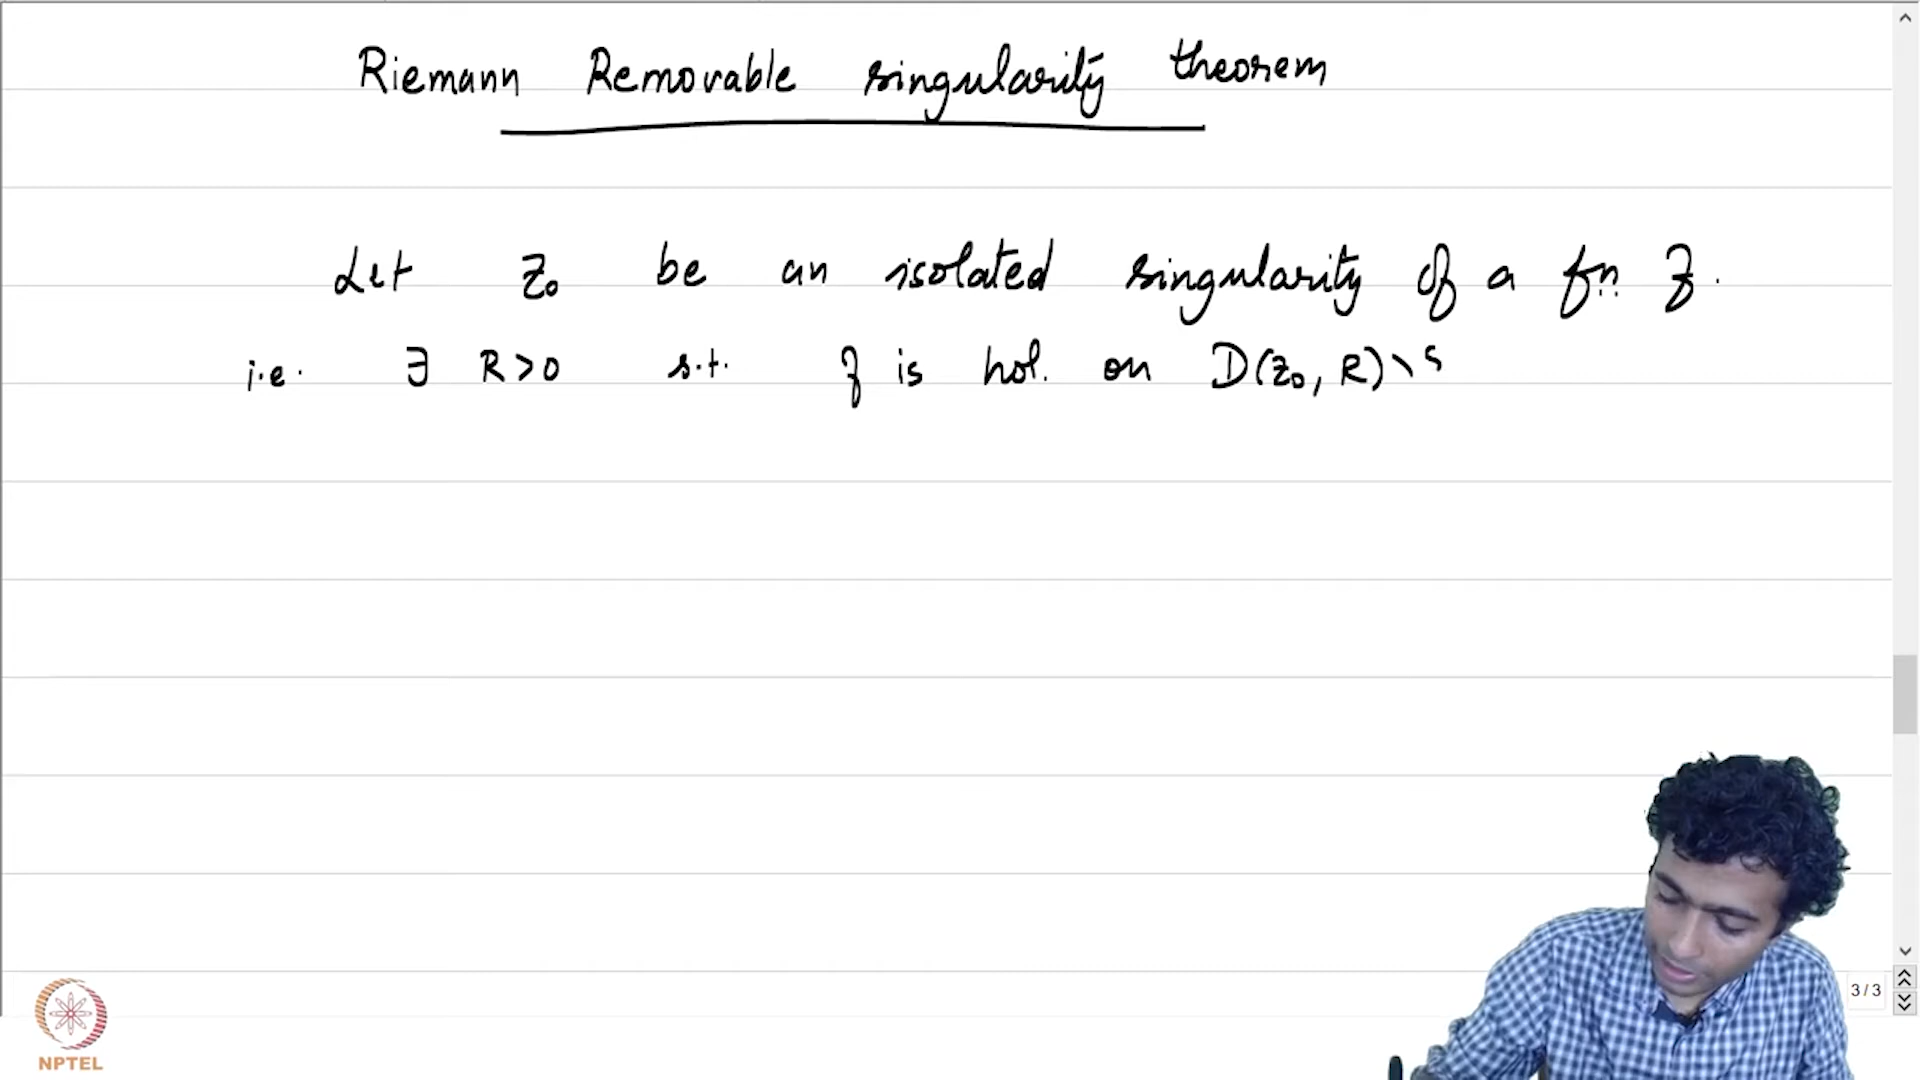 Riemann Removable singularity theorem
Let z₀ be an isolated singularity of a fn. f.
i.e. ∃ R>0 s.t. f is hol. on D(z₀, R)∖
3/3
NPTEL